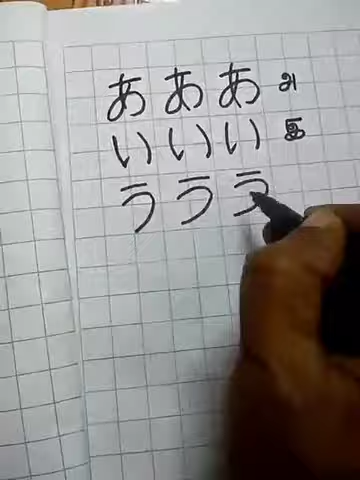 あ あ あ அ
い い い இ
う う う